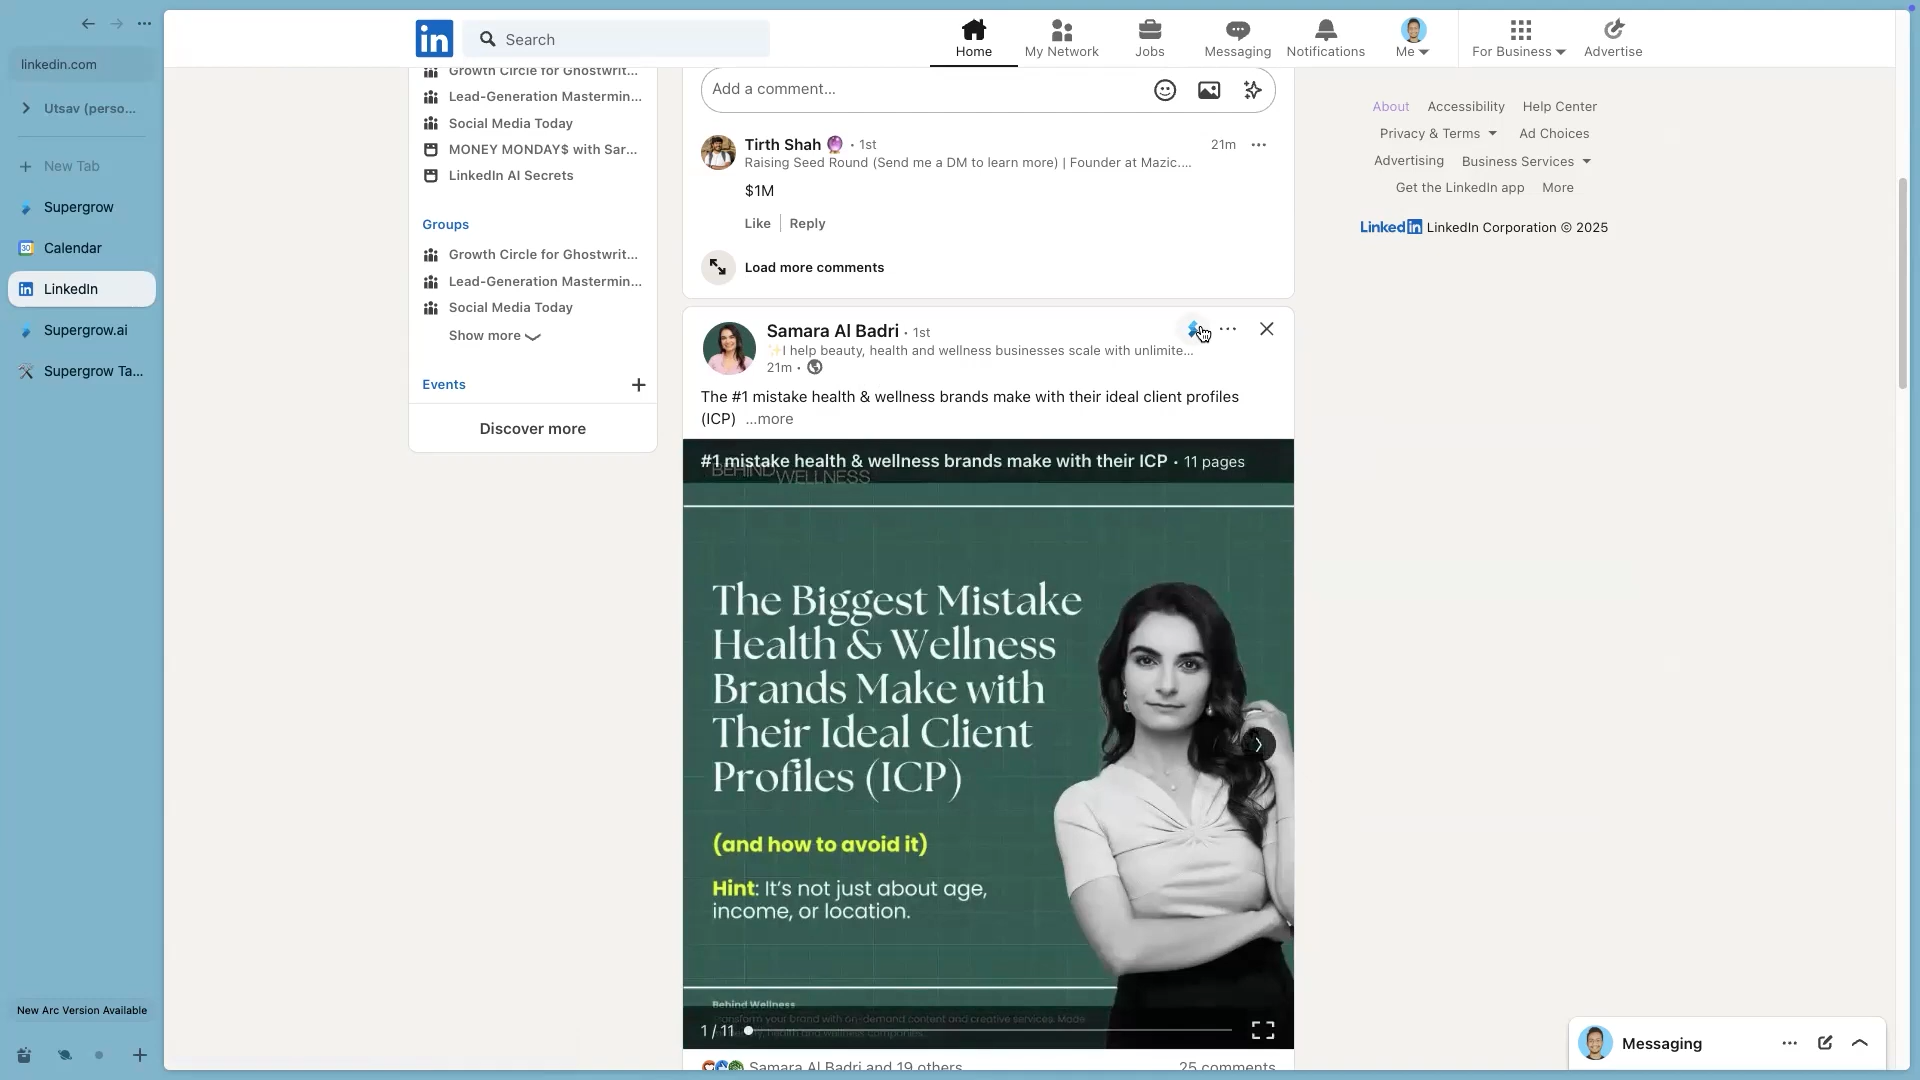 linkedin.com
Utsav (perso...
New Tab
Supergrow
Calendar
LinkedIn
Supergrow.ai
Supergrow Ta...
New Arc Version Available
in
Search
Home
My Network
Jobs
Messaging
Notifications
Me
For Business
Advertise
Growth Circle for Ghostwrit...
Lead-Generation Mastermin...
Social Media Today
MONEY MONDAY$ with Sar...
LinkedIn AI Secrets
Groups
Growth Circle for Ghostwrit...
Lead-Generation Mastermin...
Social Media Today
Show more
Events
Discover more
Add a comment...
Tirth Shah 🔮 • 1st
21m
Raising Seed Round (Send me a DM to learn more) | Founder at Mazic....
$1M
Like
Reply
Load more comments
Samara Al Badri • 1st
✨I help beauty, health and wellness businesses scale with unlimite...
21m •
The #1 mistake health & wellness brands make with their ideal client profiles
(ICP) ...more
#1 mistake health & wellness brands make with their ICP • 11 pages
BEHIND
WELLNESS
The Biggest Mistake
Health & Wellness
Brands Make with
Their Ideal Client
Profiles (ICP)
(and how to avoid it)
Hint: It's not just about age,
income, or location.
Behind Wellness
transform your brand with on-demand content and creative services. Made
health and wellness companies.
1 / 11
Samara Al Badri and 19 others
25 comments
About
Accessibility
Help Center
Privacy & Terms
Ad Choices
Advertising
Business Services
Get the LinkedIn app
More
LinkedIn LinkedIn Corporation © 2025
Messaging